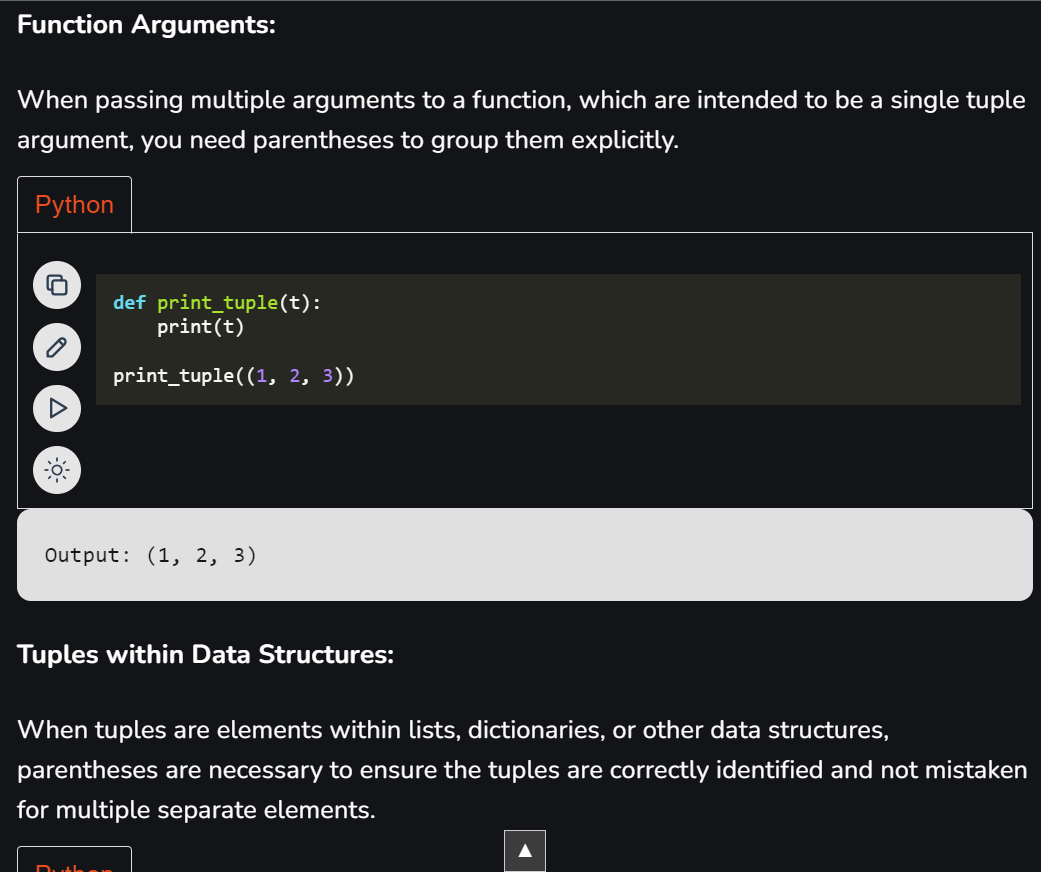 Function Arguments:
When passing multiple arguments to a function, which are intended to be a single tuple
argument, you need parentheses to group them explicitly.
Python
def print_tuple(t):
    print(t)
print_tuple((1, 2, 3))
Output: (1, 2, 3)
Tuples within Data Structures:
When tuples are elements within lists, dictionaries, or other data structures,
parentheses are necessary to ensure the tuples are correctly identified and not mistaken
for multiple separate elements.
Python